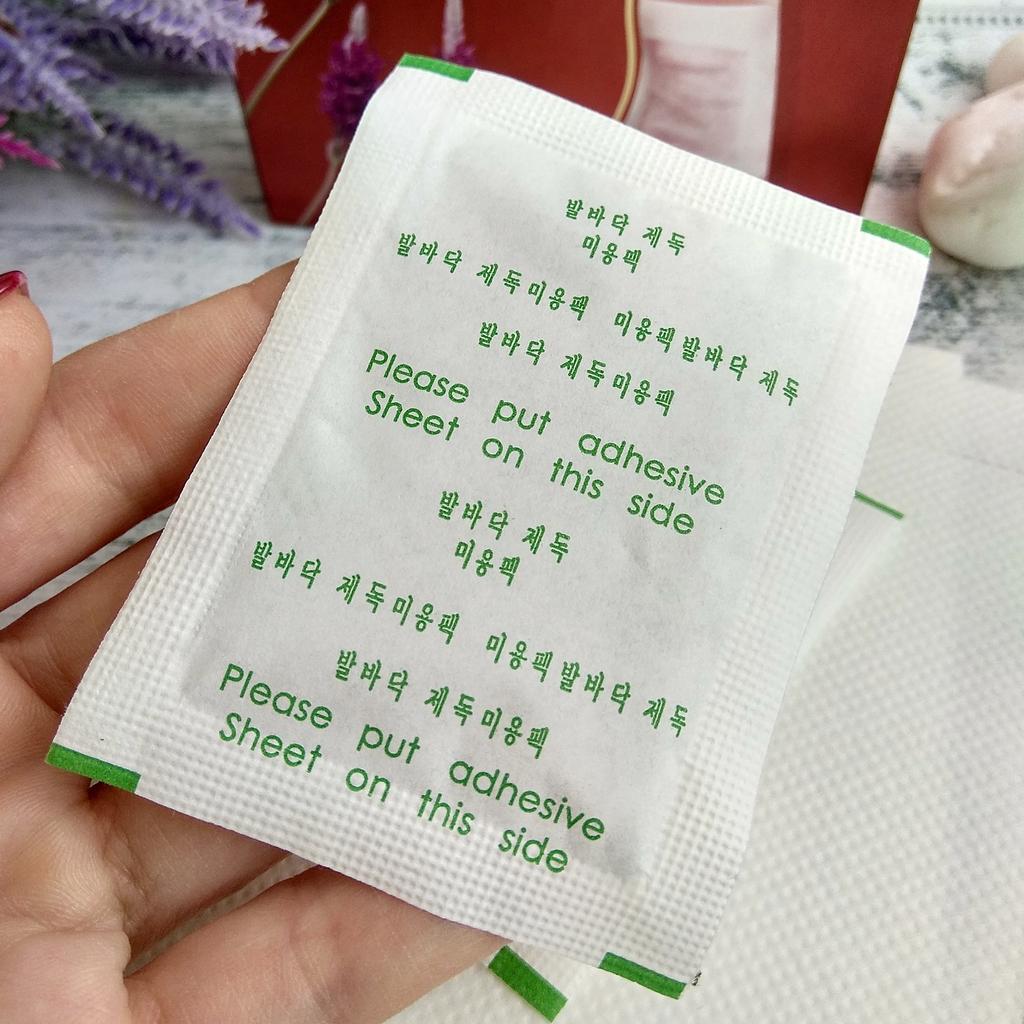 발바닥 제독
미용팩
발바닥 제독미용팩 미용팩발바닥 제독
발바닥 제독미용팩
Please put adhesive
Sheet on this side
발바닥 제독
미용팩
발바닥 제독미용팩 미용팩발바닥 제독
발바닥 제독미용팩
Please put adhesive
Sheet on this side